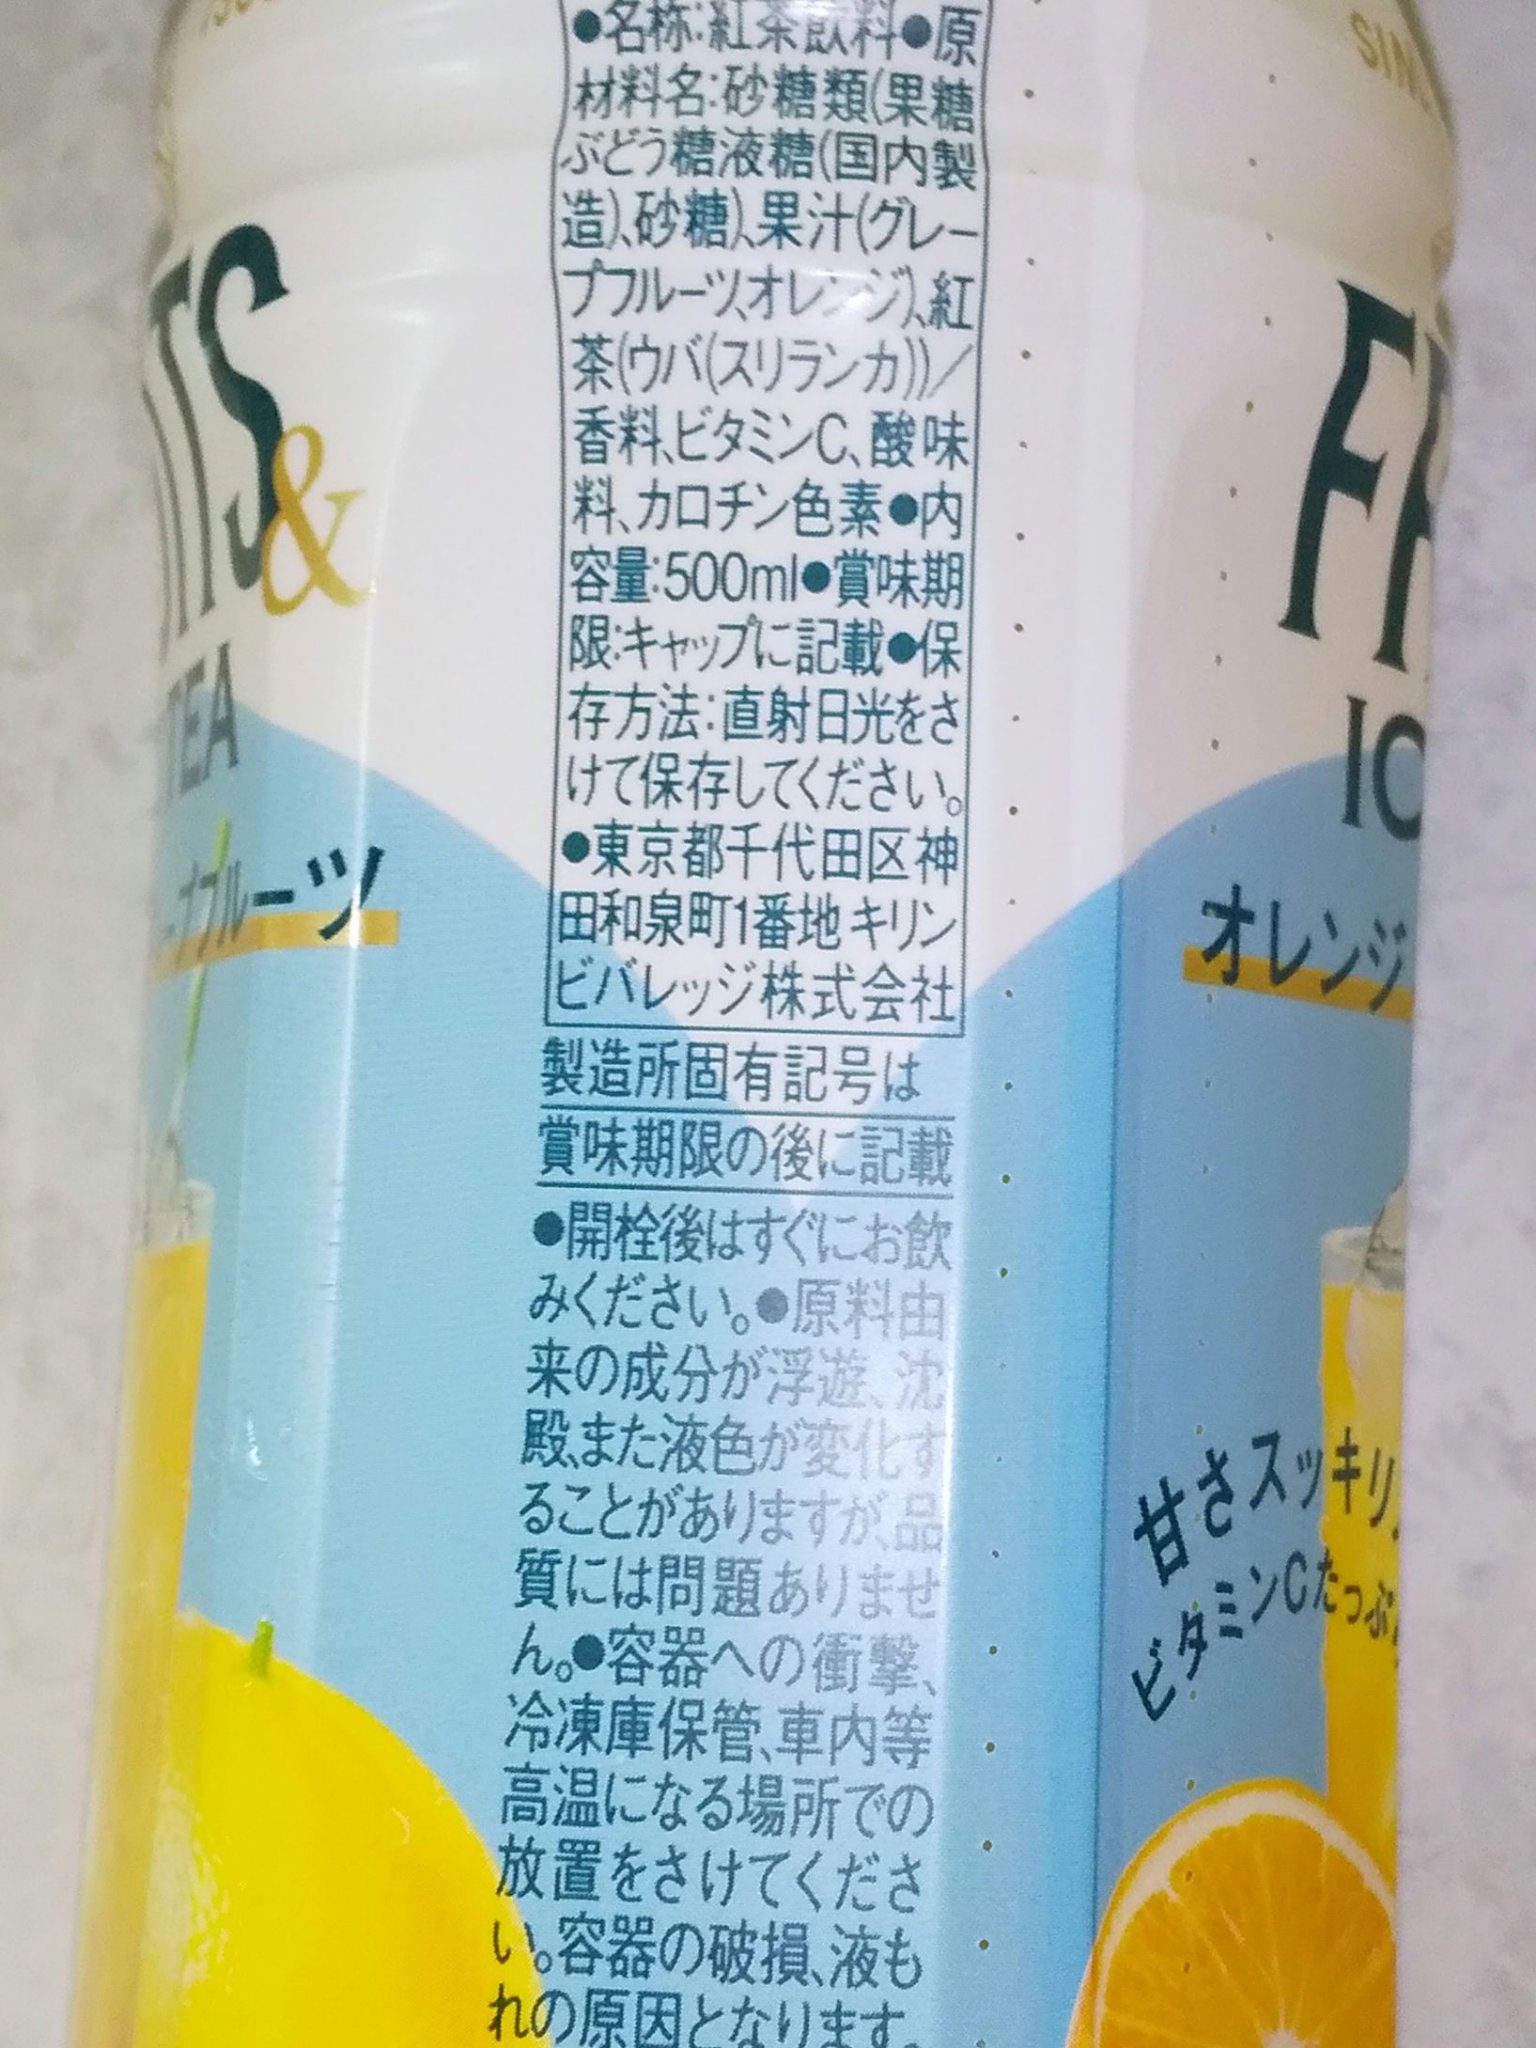 ●名称:紅茶飲料●原
材料名:砂糖類(果糖
ぶどう糖液糖(国内製
造)、砂糖)、果汁(グレー
プフルーツ、オレンジ)、紅
茶(ウバ(スリランカ))／
香料、ビタミンC、酸味
料、カロチン色素●内
容量:500ml●賞味期
限:キャップに記載●保
存方法:直射日光をさ
けて保存してください。
●東京都千代田区神
田和泉町1番地キリン
ビバレッジ株式会社
製造所固有記号は
賞味期限の後に記載
●開栓後はすぐにお飲
みください。●原料由
来の成分が浮遊、沈
殿、また液色が変化す
ることがありますが、品
質には問題ありませ
ん。●容器への衝撃、
冷凍庫保管、車内等
高温になる場所での
放置をさけてくださ
い。容器の破損、液も
れの原因となります。
ITS
&
TEA
フルーツ
SIN
FR
IC
オレンジ
甘さスッキリ
ビタミンCたっぷ